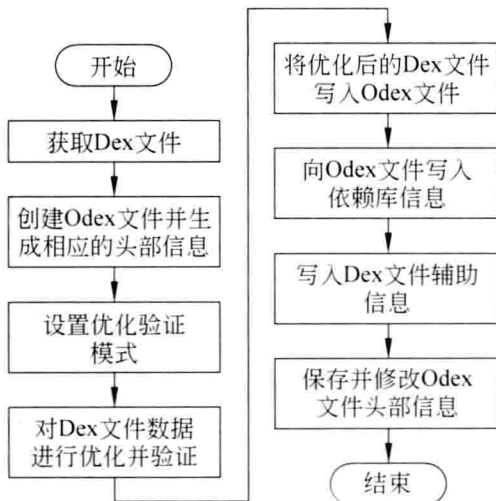 开始
获取Dex文件
创建Odex文件并生
成相应的头部信息
设置优化验证
模式
对Dex文件数据
进行优化并验证
将优化后的Dex文件
写入Odex文件
向Odex文件写入
依赖库信息
写入Dex文件辅助
信息
保存并修改Odex
文件头部信息
结束